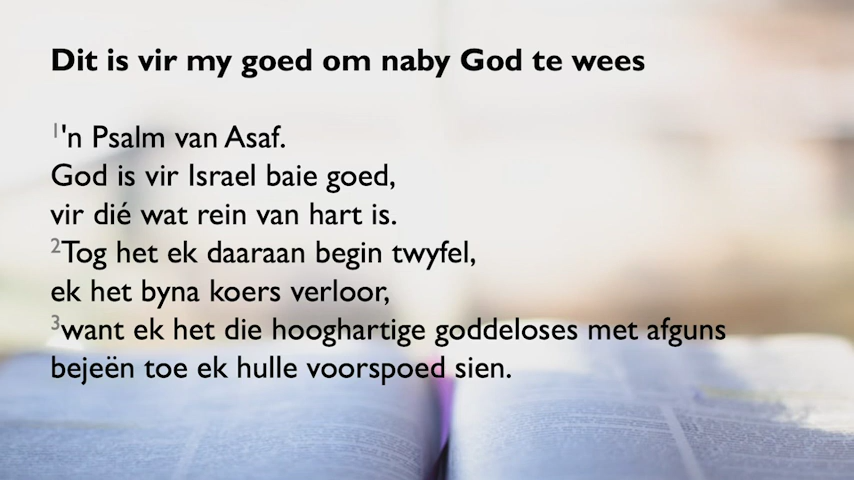 Dit is vir my goed om naby God te wees
1'n Psalm van Asaf.
God is vir Israel baie goed,
vir dié wat rein van hart is.
2Tog het ek daaraan begin twyfel,
ek het byna koers verloor,
3want ek het die hooghartige goddeloses met afguns
bejeën toe ek hulle voorspoed sien.